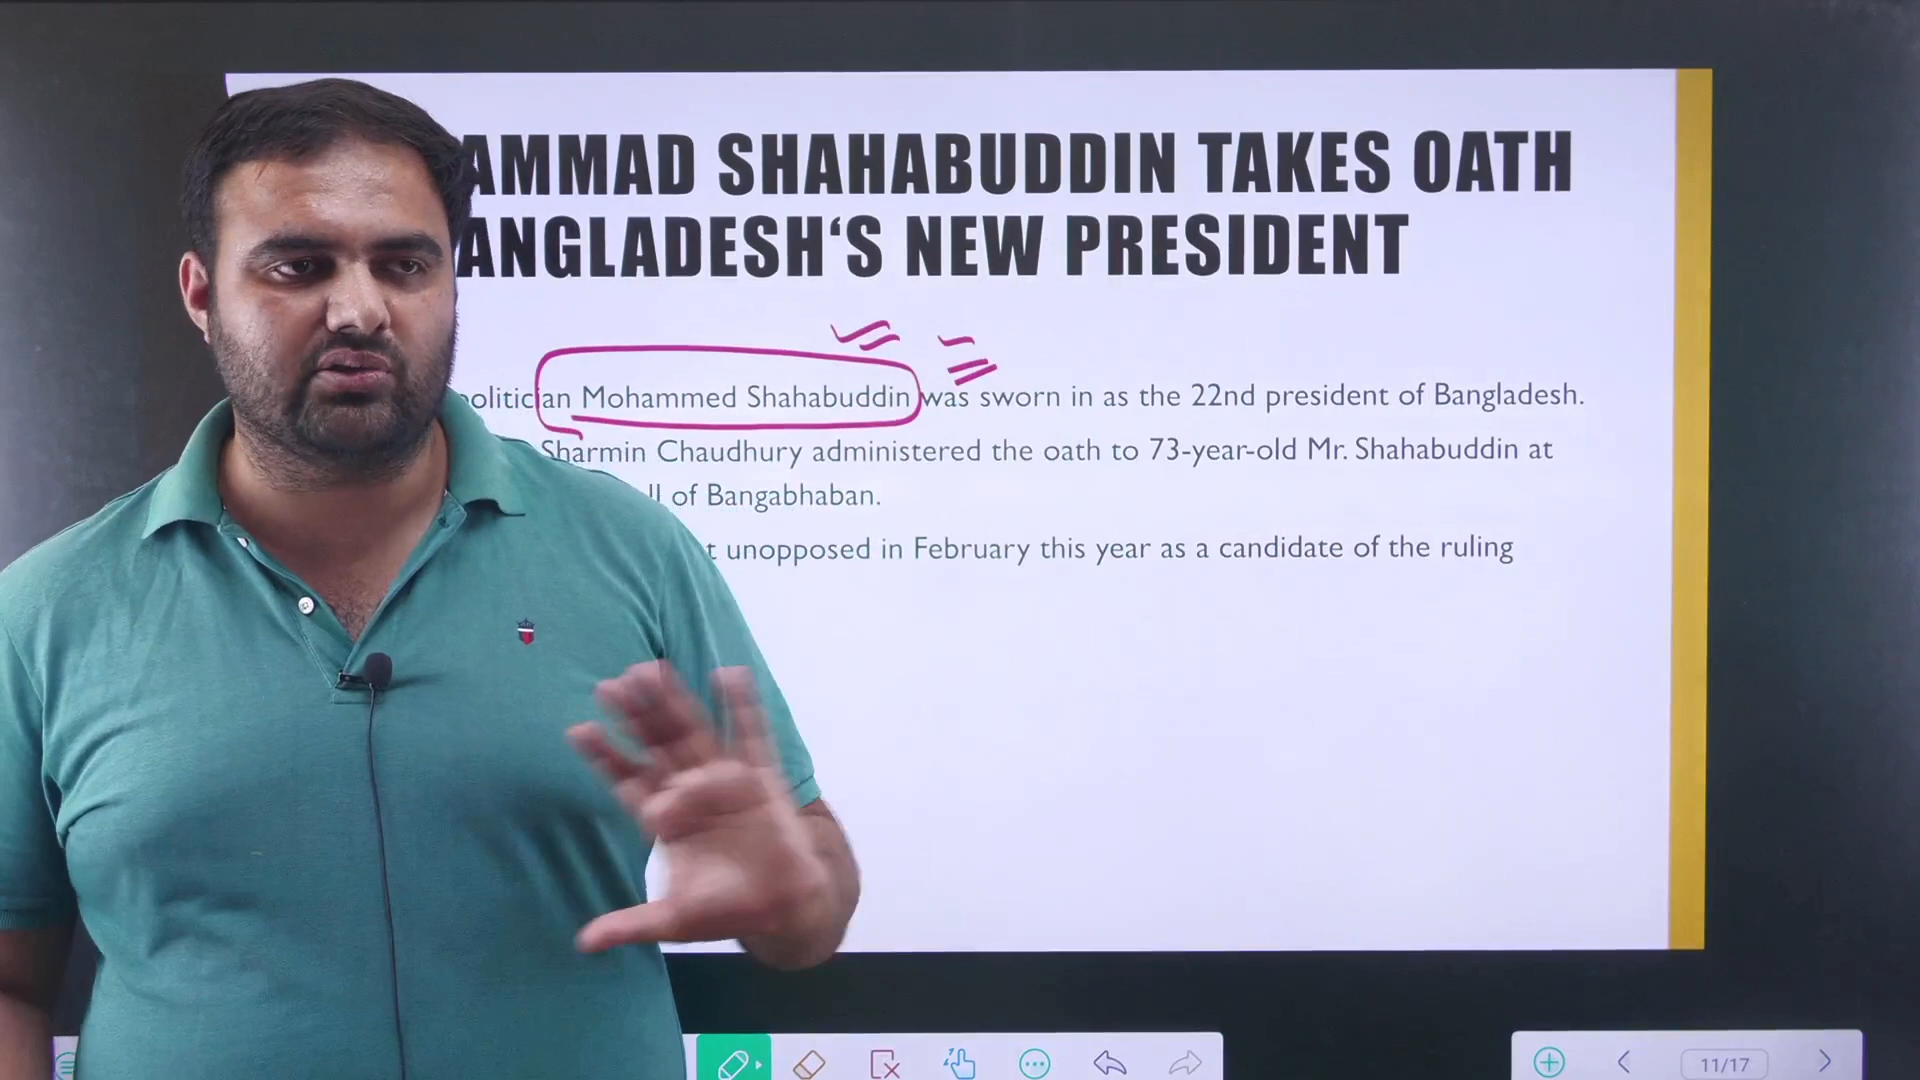 AMMAD SHAHABUDDIN TAKES OATH
ANGLADESH‘S NEW PRESIDENT
politician Mohammed Shahabuddin was sworn in as the 22nd president of Bangladesh.
Sharmin Chaudhury administered the oath to 73-year-old Mr. Shahabuddin at
ll of Bangabhaban.
t unopposed in February this year as a candidate of the ruling
11/17